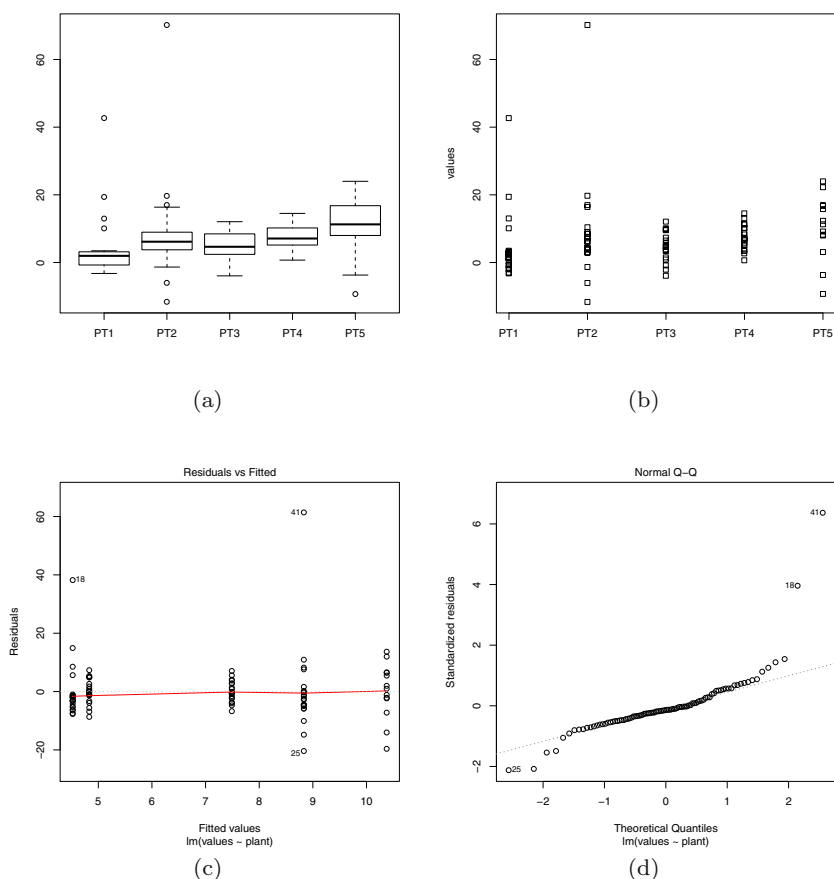 60
40
20
0
PT1 PT2 PT3 PT4 PT5
(a)
values
60
40
20
0
PT1 PT2 PT3 PT4 PT5
(b)
Residuals vs Fitted
Residuals
60
40
20
0
−20
41
18
25
5 6 7 8 9 10
Fitted values
lm(values ~ plant)
(c)
Normal Q−Q
Standardized residuals
6
4
2
0
−2
41
18
25
−2 −1 0 1 2
Theoretical Quantiles
lm(values ~ plant)
(d)